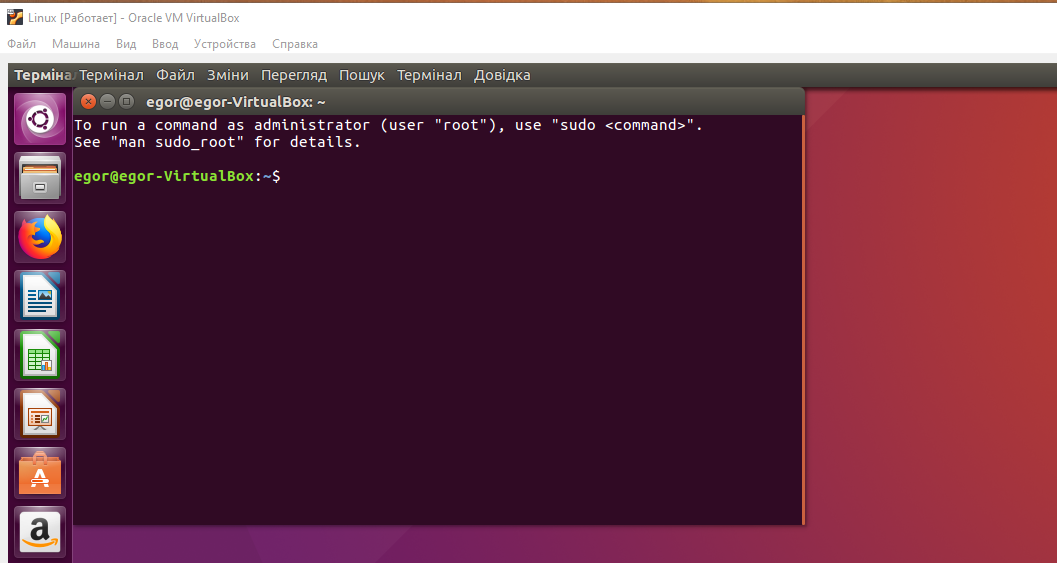 Linux [Работает] - Oracle VM VirtualBox
Файл Машина Вид Ввод Устройства Справка
Терміна Термінал Файл Зміни Перегляд Пошук Термінал Довідка
egor@egor-VirtualBox: ~
To run a command as administrator (user "root"), use "sudo <command>".
See "man sudo_root" for details.
egor@egor-VirtualBox:~$